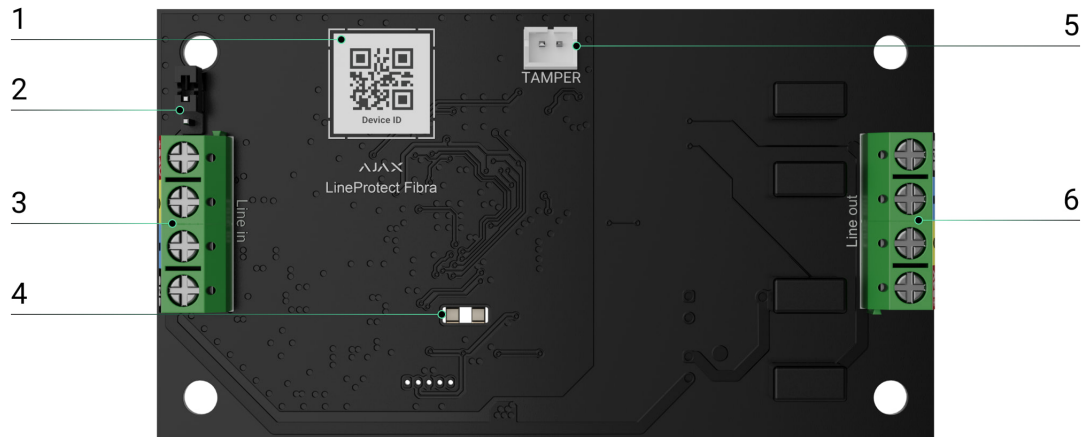 1
2
3
4
5
6
Device ID
TAMPER
AJAX
LineProtect Fibra
Line in
Line out